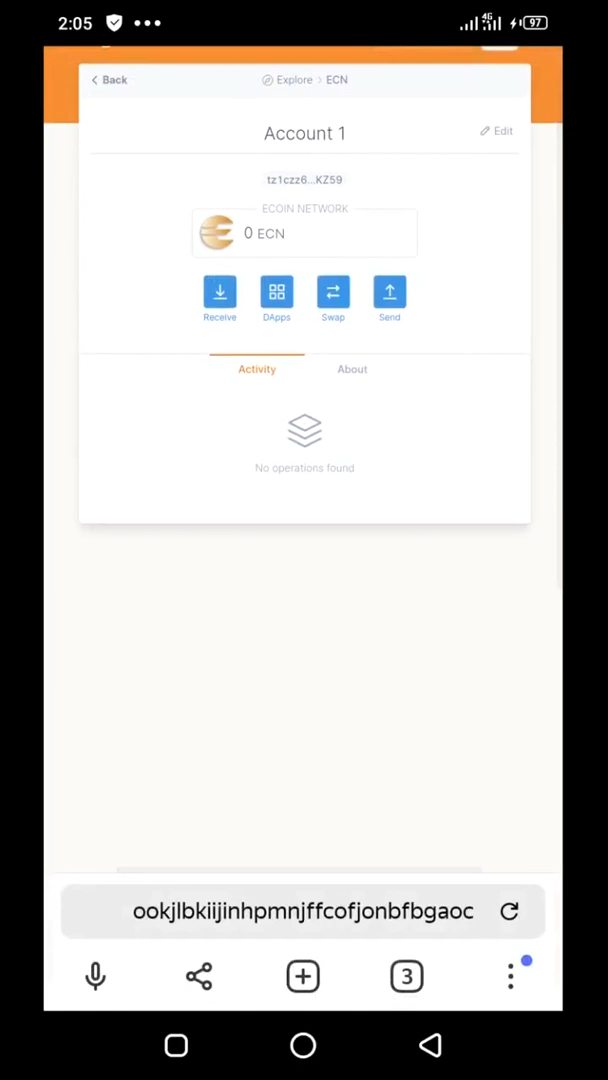 2:05
4G
97
Back
Explore > ECN
Account 1
Edit
tz1czz6...KZ59
ECOIN NETWORK
0 ECN
Receive
DApps
Swap
Send
Activity
About
No operations found
ookjlbkiijinhpmnjffcofjonbfbgaoc
3